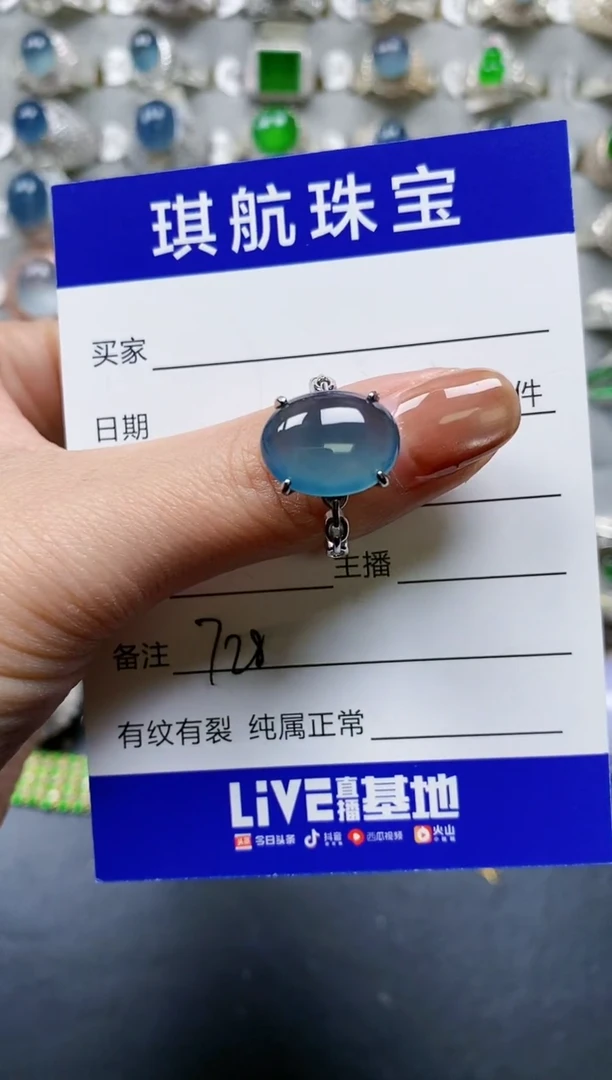 琪航珠宝
买家
日期 件
主播
备注 728
有纹有裂 纯属正常
LiVE直播基地
今日头条 抖音 西瓜视频 火山